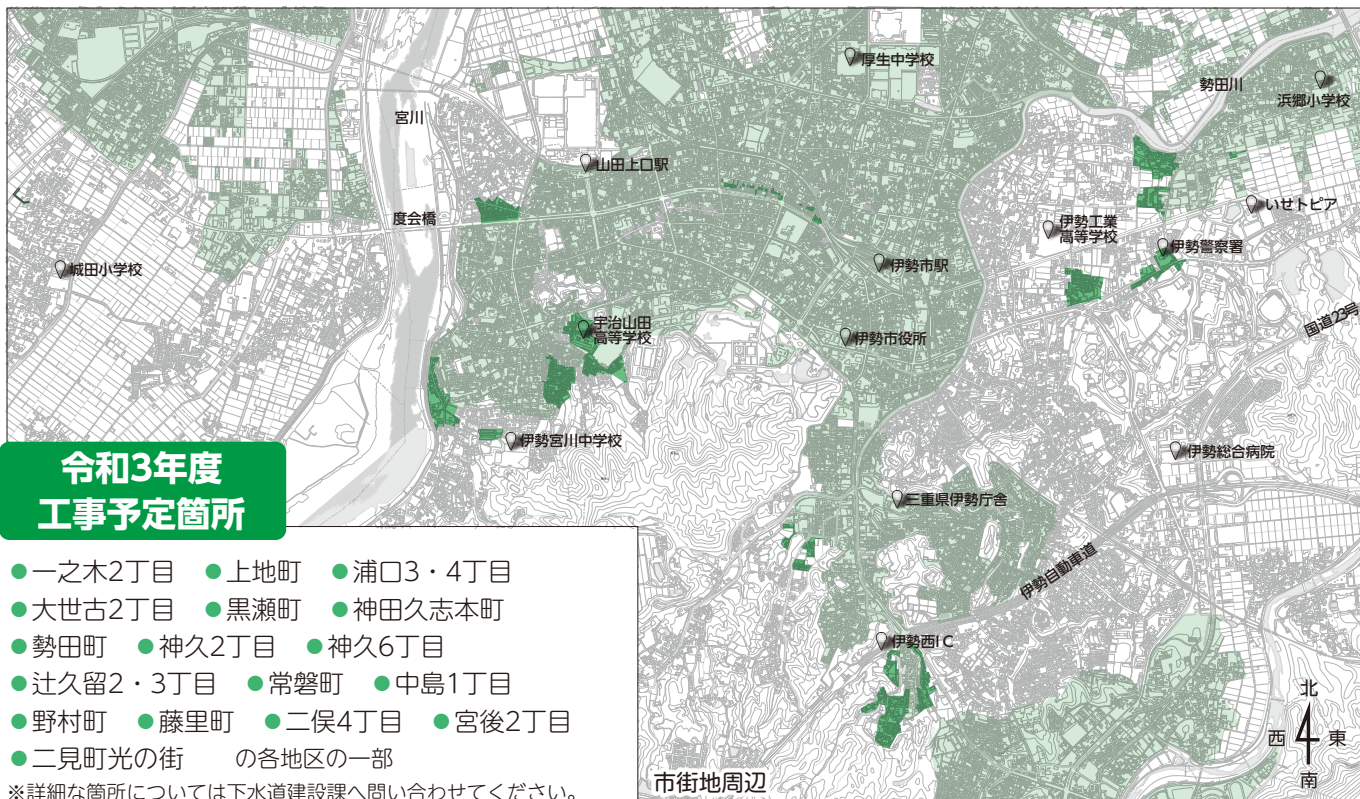 厚生中学校
勢田川
浜郷小学校
宮川
山田上口駅
度会橋
伊勢工業
高等学校
いせトピア
伊勢警察署
城田小学校
伊勢市駅
宇治山田
高等学校
伊勢市役所
国道23号
伊勢宮川中学校
伊勢総合病院
三重県伊勢庁舎
伊勢自動車道
伊勢西IC
令和3年度
工事予定箇所
●一之木2丁目 ●上地町 ●浦口3・4丁目
●大世古2丁目 ●黒瀬町 ●神田久志本町
●勢田町 ●神久2丁目 ●神久6丁目
●辻久留2・3丁目 ●常磐町 ●中島1丁目
●野村町 ●藤里町 ●二俣4丁目 ●宮後2丁目
●二見町光の街 の各地区の一部
※詳細な箇所については下水道建設課へ問い合わせてください。
市街地周辺
北
西 東
南